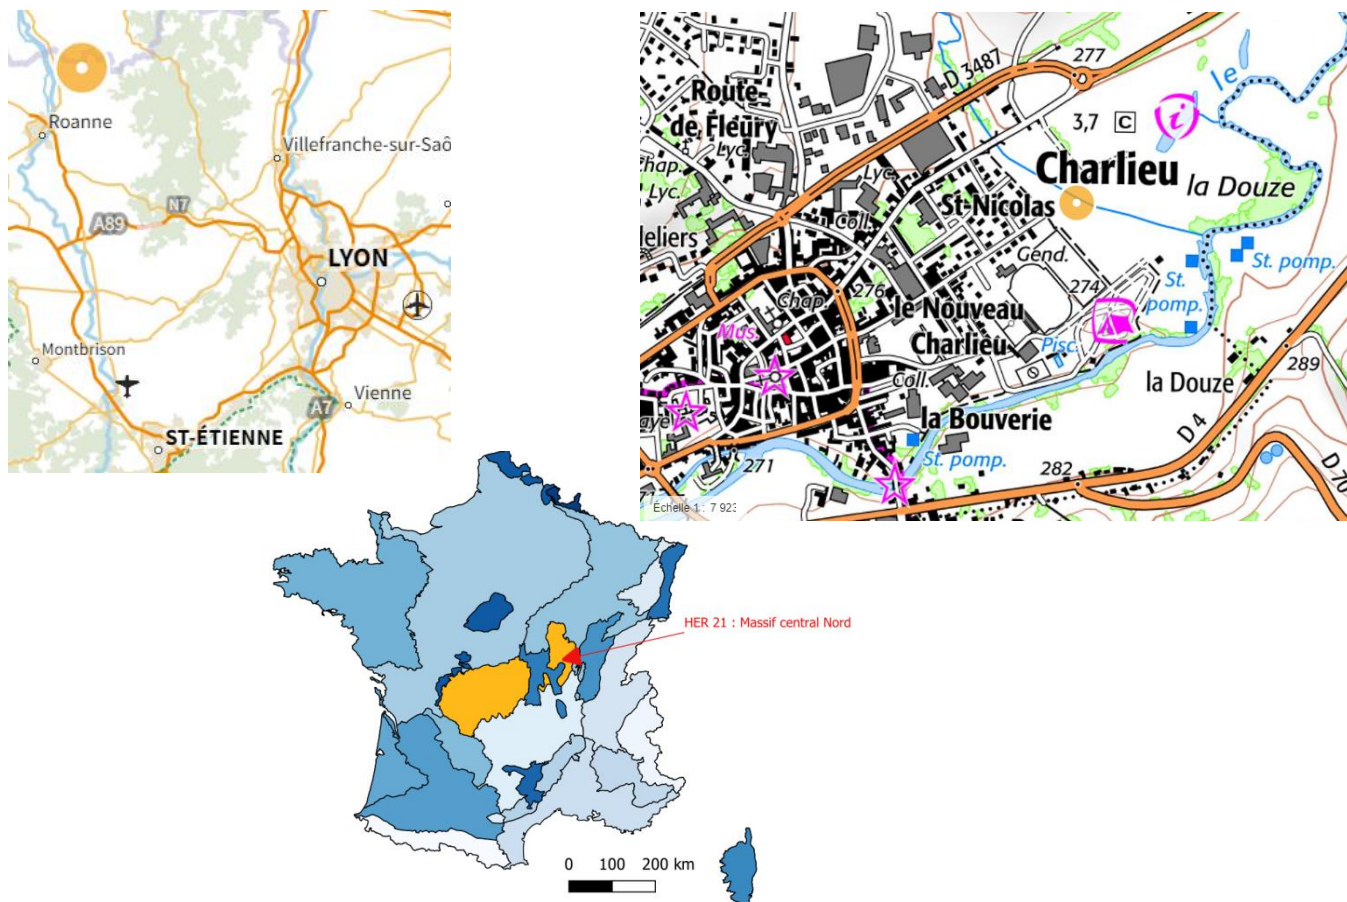 Roanne
Villefranche-sur-Saô
A89
N7
LYON
Montbrison
Vienne
A7
ST-ÉTIENNE
Route-
de Fleury
D 3487
277
le
3,7 C
i
Chap.
Lyc.
Lyc.
Lyc.
Charlieu
la Douze
St-Nicolas
Coll.
Gend.
St. pomp.
St.
pomp.
274
276
Chap.
le Nouveau
Charlieu
Mus.
Pisc.
289
la Douze
Coll.
la Bouverie
D 4
271
St. pomp.
282
D 70
Échelle 1 : 7 923
HER 21 : Massif central Nord
0 100 200 km